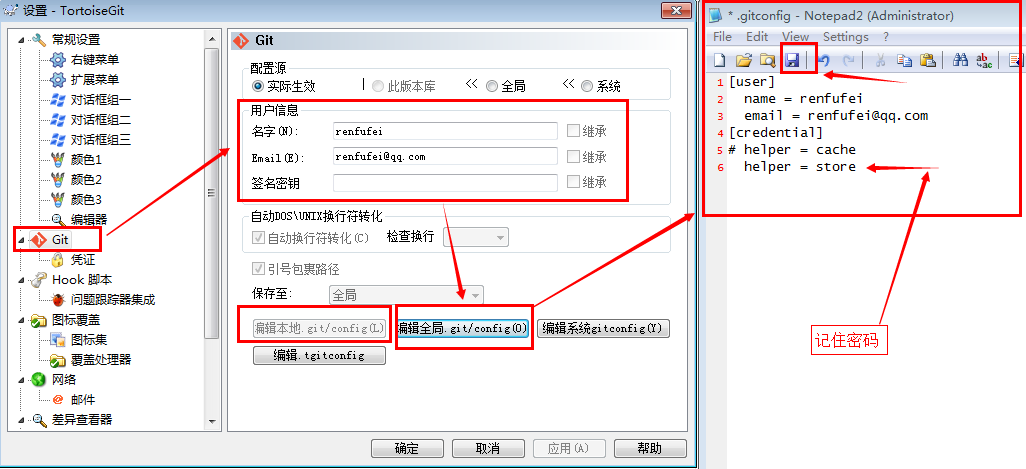 设置 - TortoiseGit
常规设置
右键菜单
扩展菜单
对话框组一
对话框组二
对话框组三
颜色1
颜色2
颜色3
编辑器
Git
凭证
Hook 脚本
问题跟踪器集成
图标覆盖
图标集
覆盖处理器
网络
邮件
差异查看器
Git
配置源
实际生效 | 此版本库 << 全局 << 系统
用户信息
名字(N): renfufei 继承
Email(E): renfufei@qq.com 继承
签名密钥 继承
自动DOS\UNIX换行符转化
自动换行符转化(C) 检查换行
引号包裹路径
保存至: 全局
编辑本地.git/config(L) 编辑全局.git/config(O) 编辑系统gitconfig(Y)
编辑.tgitconfig
确定 取消 应用(A) 帮助
* .gitconfig - Notepad2 (Administrator)
File Edit View Settings ?
1 [user]
2 name = renfufei
3 email = renfufei@qq.com
4 [credential]
5 # helper = cache
6 helper = store
记住密码